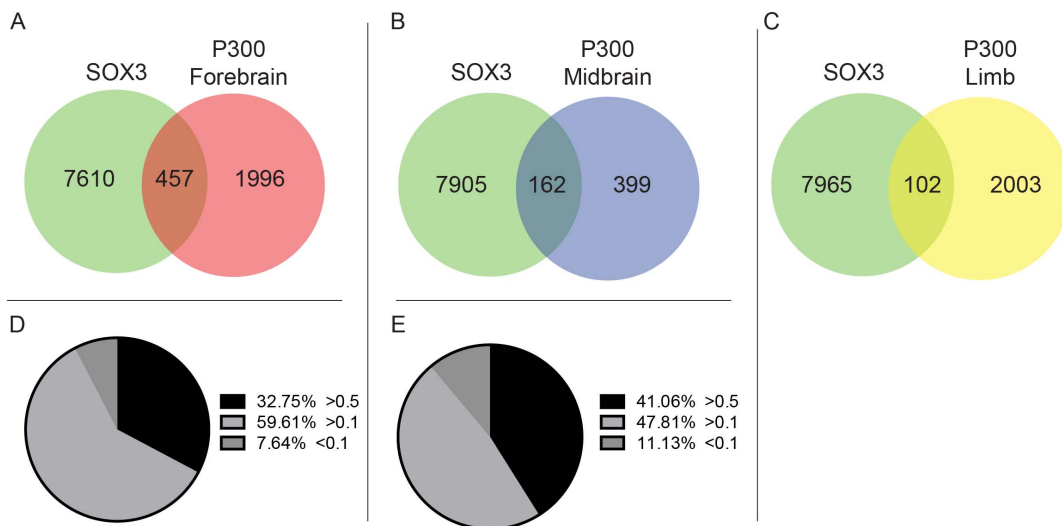 A
SOX3
P300
Forebrain
7610
457
1996
B
SOX3
P300
Midbrain
7905
162
399
C
SOX3
P300
Limb
7965
102
2003
D
32.75% >0.5
59.61% >0.1
7.64% <0.1
E
41.06% >0.5
47.81% >0.1
11.13% <0.1